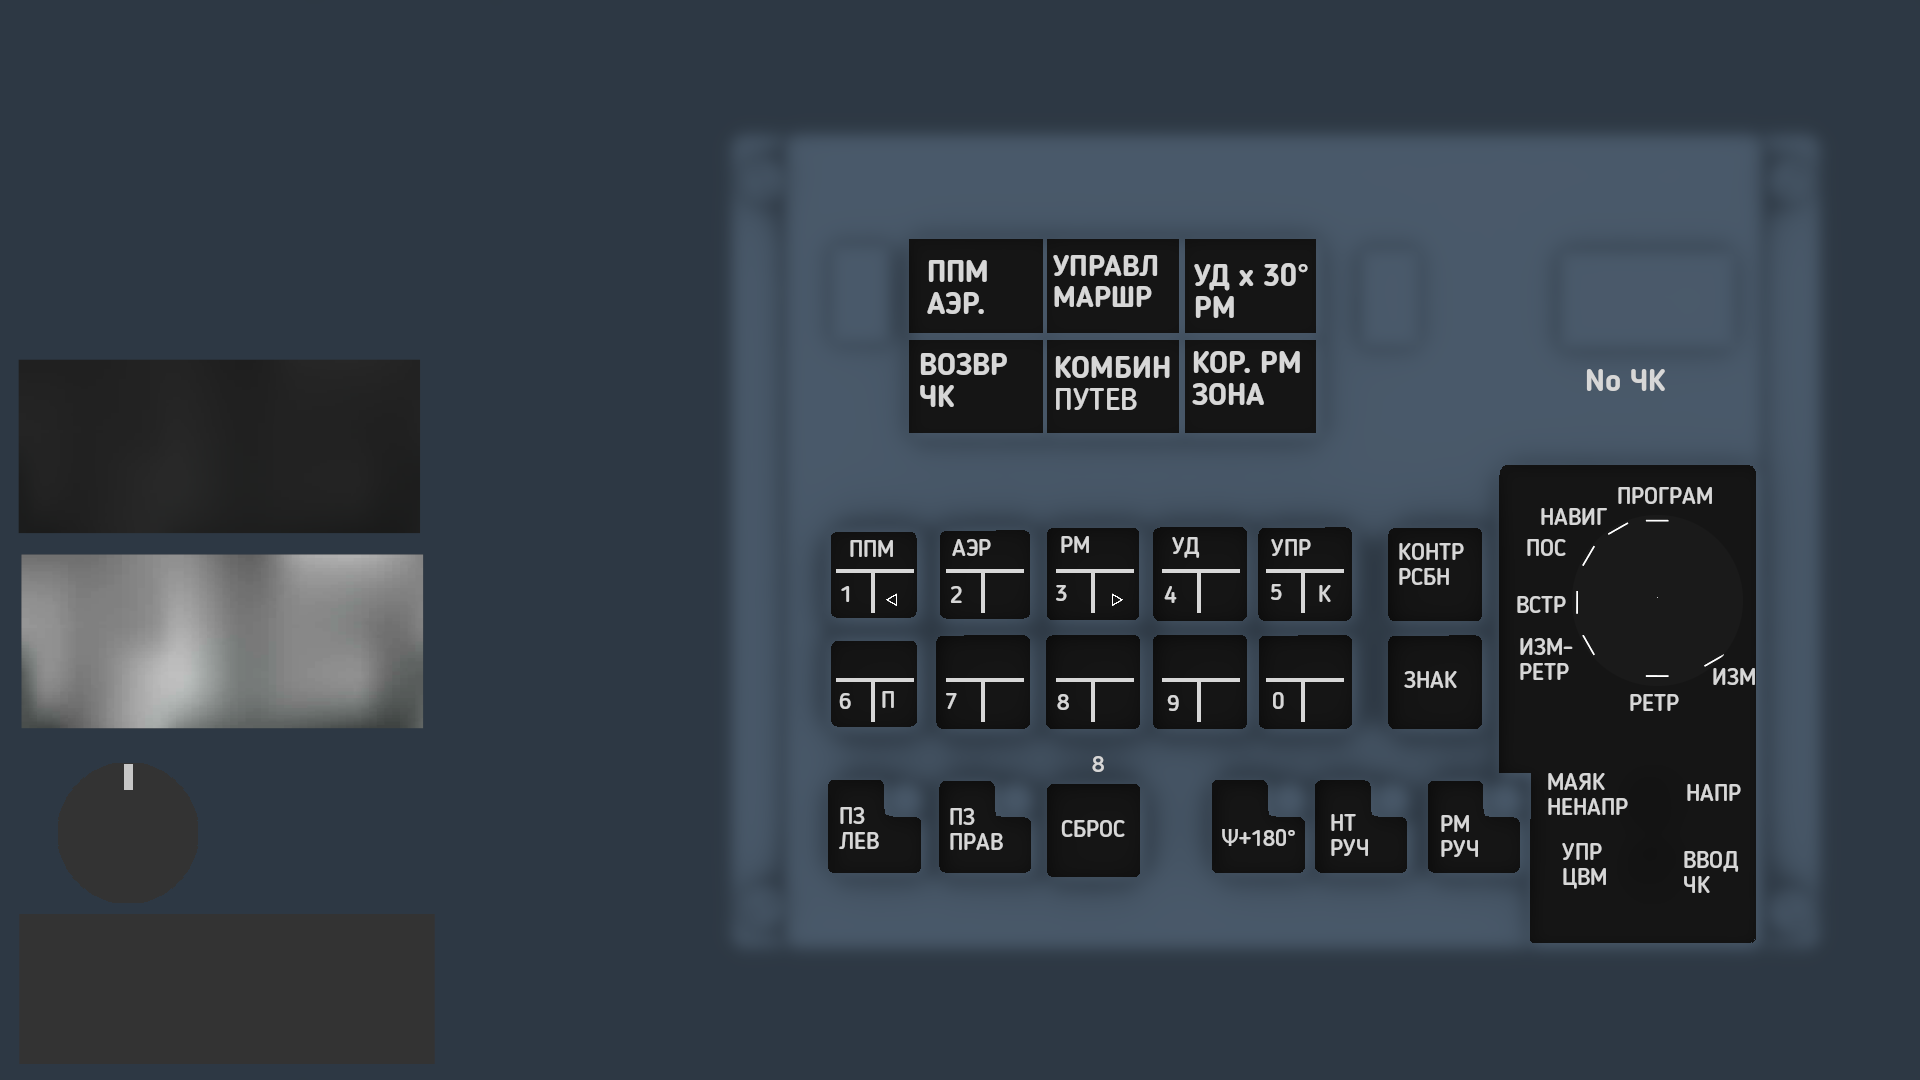 ППМ
АЭР.
УПРАВЛ
МАРШР
УД x 30°
РМ
ВОЗВР
ЧК
КОМБИН
ПУТЕВ
КОР. РМ
ЗОНА
No ЧК
ППМ
1 ◁
АЭР
2
РМ
3 ▷
УД
4
УПР
5 К
КОНТР
РСБН
6 П
7
8
9
0
ЗНАК
8
ПЗ
ЛЕВ
ПЗ
ПРАВ
СБРОС
Ψ+180°
НТ
РУЧ
РМ
РУЧ
ПРОГРАМ
НАВИГ
ПОС
ВСТР
ИЗМ-
РЕТР
РЕТР
ИЗМ
МАЯК
НЕНАПР
НАПР
УПР
ЦВМ
ВВОД
ЧК